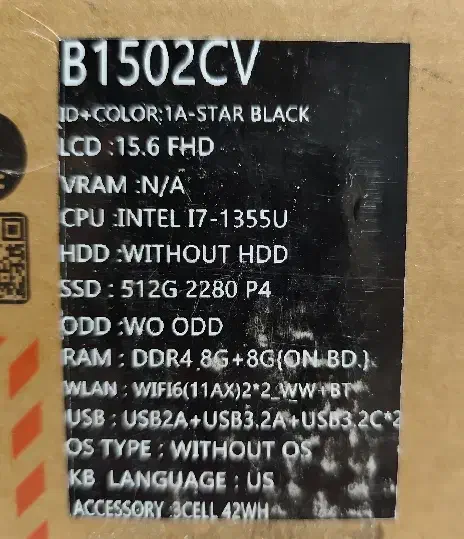 B1502CV
ID+COLOR:1A-STAR BLACK
LCD :15.6 FHD
VRAM :N/A
CPU :INTEL I7-1355U
HDD :WITHOUT HDD
SSD : 512G 2280 P4
ODD :WO ODD
RAM : DDR4 8G+8G(ON BD.)
WLAN : WIFI6(11AX)2*2_WW+BT
USB : USB2A+USB3.2A+USB3.2C*2
OS TYPE : WITHOUT OS
KB LANGUAGE : US
ACCESSORY :3CELL 42WH